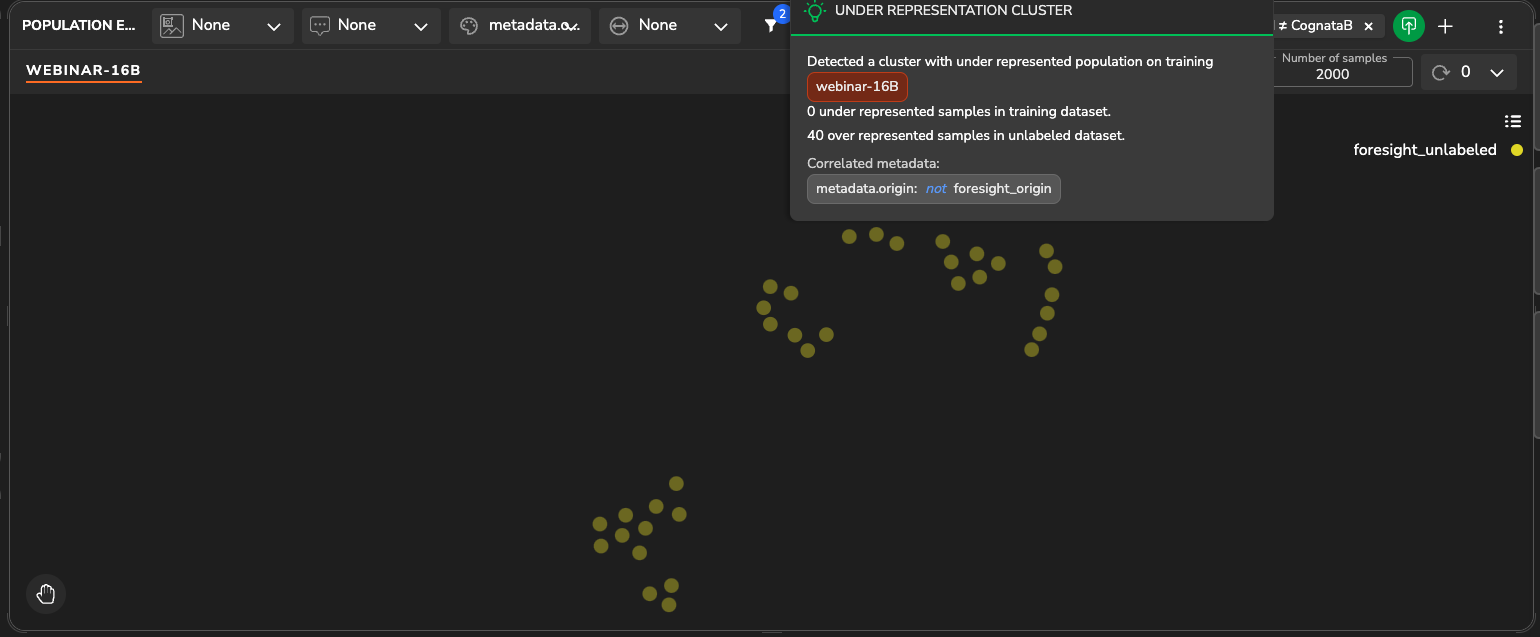 POPULATION E...
None
None
metadata.o...
None
2
UNDER REPRESENTATION CLUSTER
≠ CognataB
WEBINAR-16B
Number of samples
2000
0
Detected a cluster with under represented population on training
webinar-16B
0 under represented samples in training dataset.
40 over represented samples in unlabeled dataset.
Correlated metadata:
metadata.origin: not foresight_origin
foresight_unlabeled